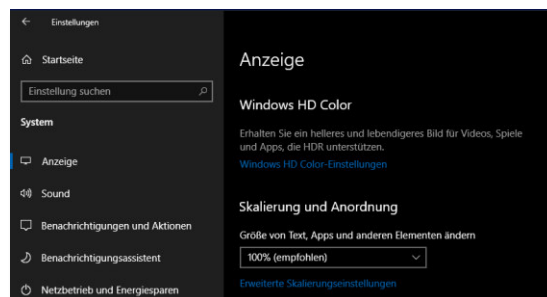 Einstellungen
Startseite
Einstellung suchen
System
Anzeige
Sound
Benachrichtigungen und Aktionen
Benachrichtigungsassistent
Netzbetrieb und Energiesparen
Anzeige
Windows HD Color
Erhalten Sie ein helleres und lebendigeres Bild für Videos, Spiele
und Apps, die HDR unterstützen.
Windows HD Color-Einstellungen
Skalierung und Anordnung
Größe von Text, Apps und anderen Elementen ändern
100% (empfohlen)
Erweiterte Skalierungseinstellungen